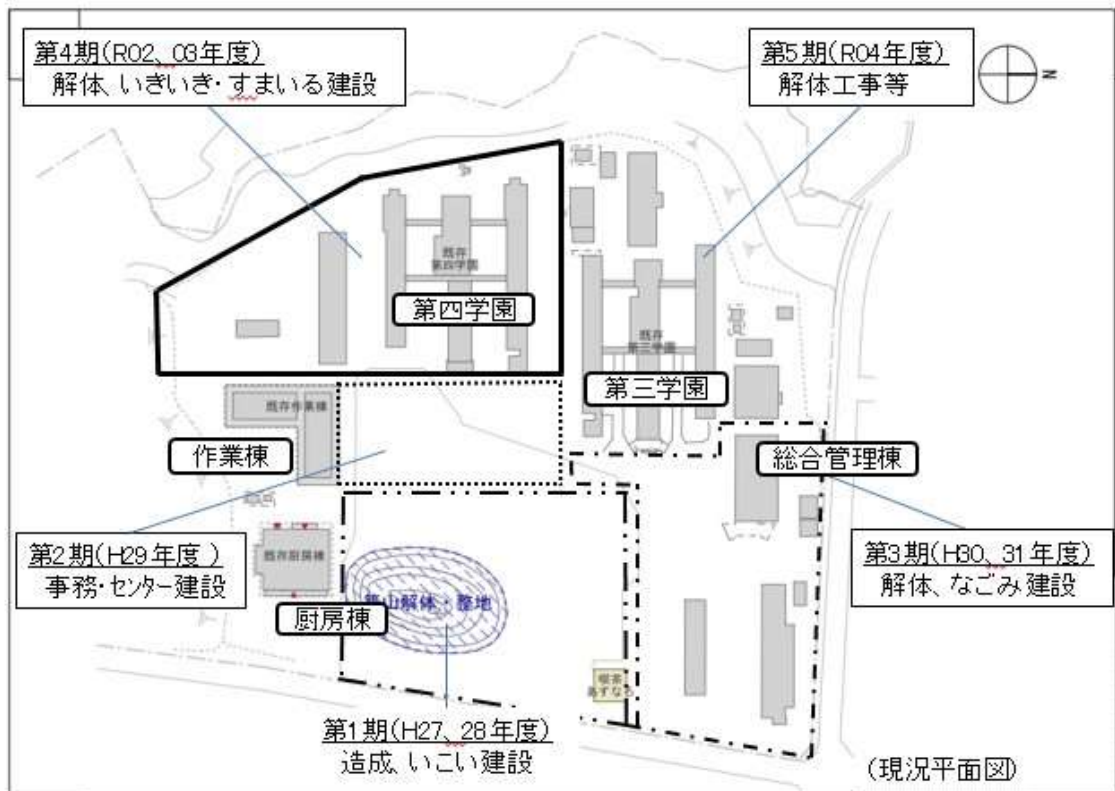 第4期(R02、03年度)
解体、いきいき・すまいる建設
第5期(R04年度)
解体工事等
N
既存
第四学園
第四学園
既存
第三学園
第三学園
既存作業棟
作業棟
総合管理棟
第2期(H29年度)
事務・センター建設
既存厨房棟
厨房棟
築山解体・整地
第3期(H30、31年度)
解体、なごみ建設
喫茶
あすなろ
第1期(H27、28年度)
造成、いこい建設
(現況平面図)